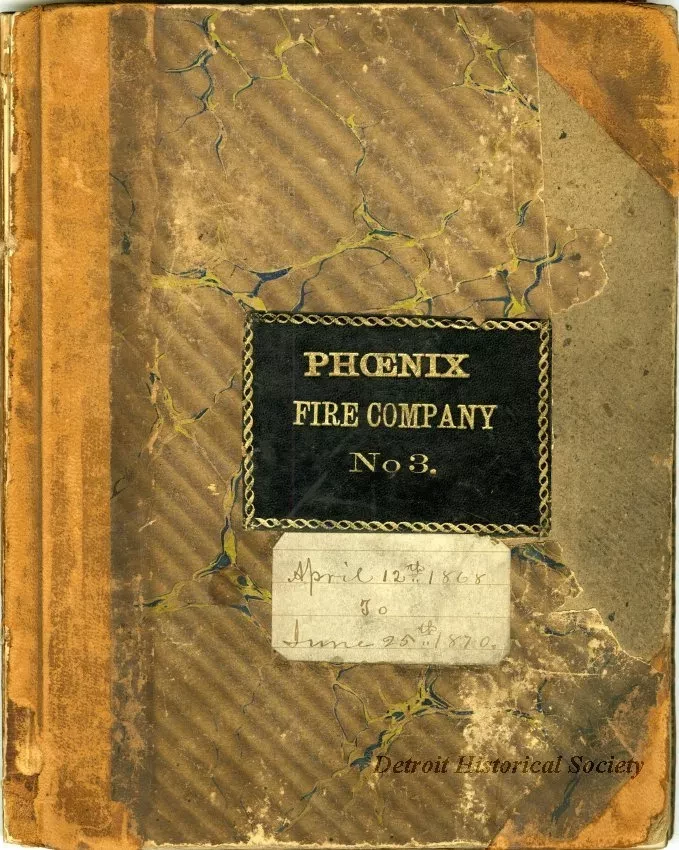 PHŒNIX
FIRE COMPANY
No 3.
April 12th 1868
To
June 25th 1870.
Detroit Historical Society